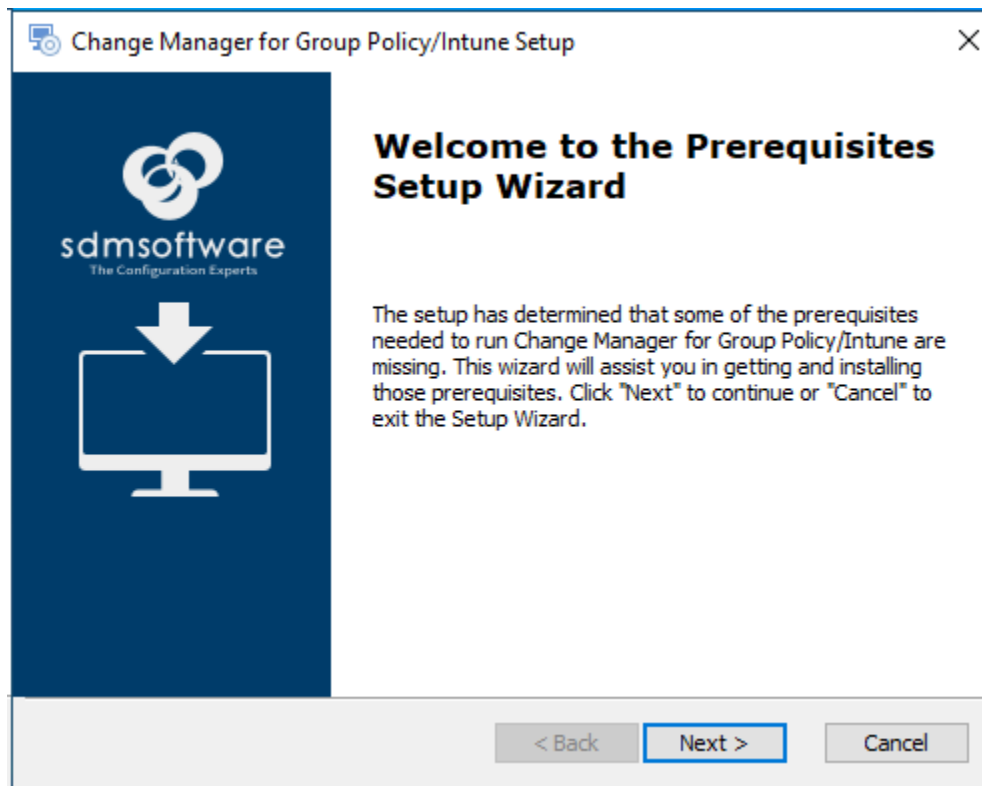 Change Manager for Group Policy/Intune Setup
sdmsoftware
The Configuration Experts
Welcome to the Prerequisites
Setup Wizard
The setup has determined that some of the prerequisites
needed to run Change Manager for Group Policy/Intune are
missing. This wizard will assist you in getting and installing
those prerequisites. Click "Next" to continue or "Cancel" to
exit the Setup Wizard.
< Back
Next >
Cancel